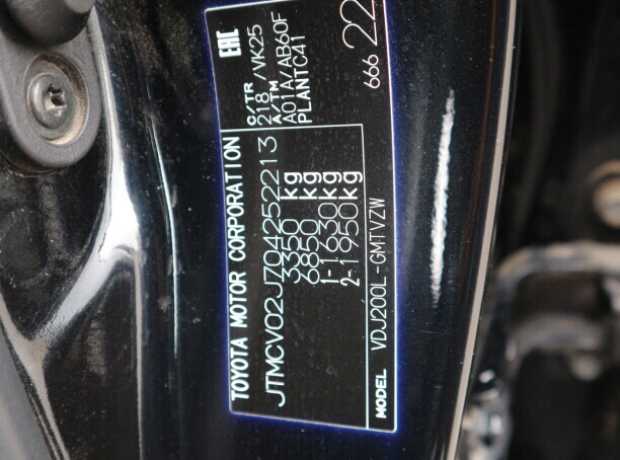 TOYOTA MOTOR CORPORATION
JTMCV02J704252213
3350 kg
6850 kg
1-1630 kg
2-1950 kg
MODEL VDJ200L-GMTVZW
EAC
C/TR
218 /VK25
A/TM
A01A/AB60F
PLANTC41
666 22